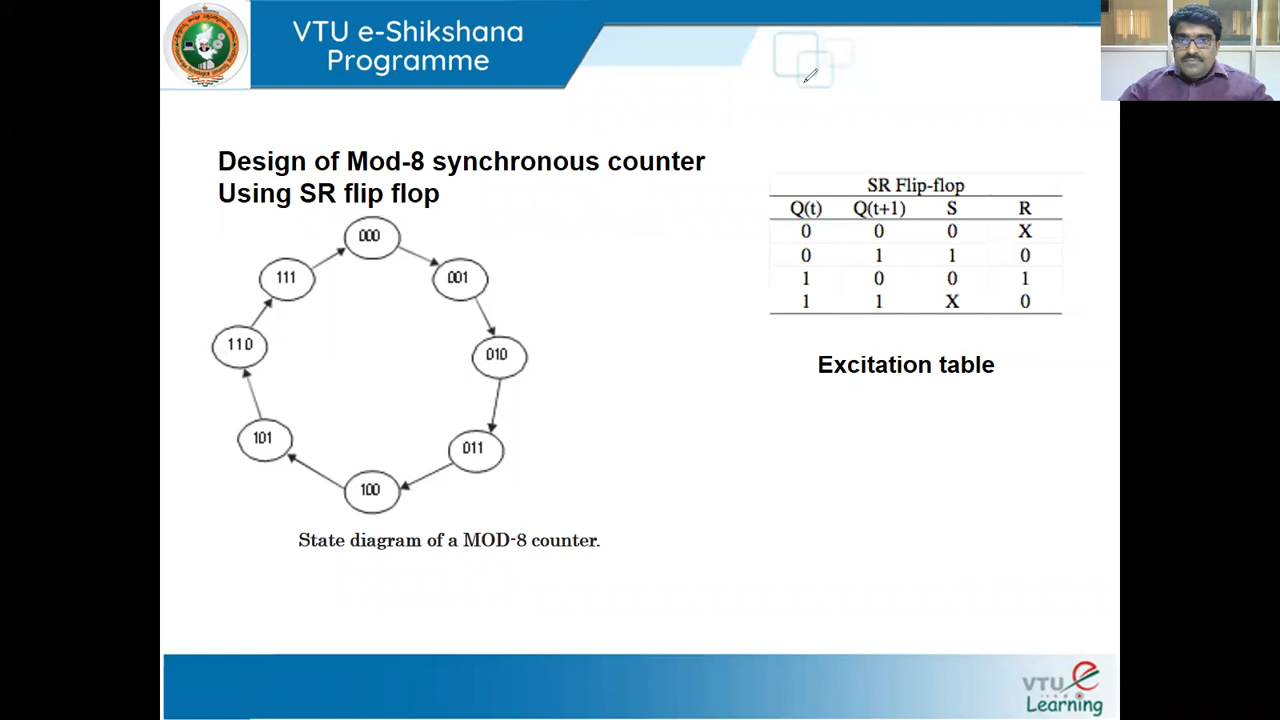 VTU e-Shikshana
Programme
Design of Mod-8 synchronous counter
Using SR flip flop
000
001
010
011
100
101
110
111
State diagram of a MOD-8 counter.
SR Flip-flop
Q(t) Q(t+1) S R
0 0 0 X
0 1 1 0
1 0 0 1
1 1 X 0
Excitation table
VTU
Learning